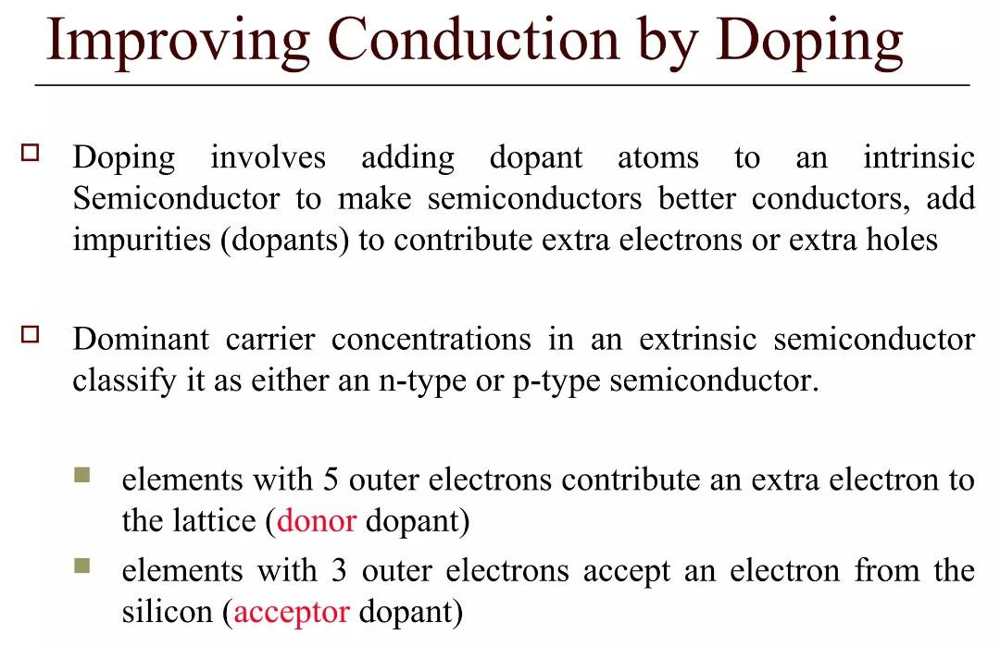 Improving Conduction by Doping
Doping involves adding dopant atoms to an intrinsic
Semiconductor to make semiconductors better conductors, add
impurities (dopants) to contribute extra electrons or extra holes
Dominant carrier concentrations in an extrinsic semiconductor
classify it as either an n-type or p-type semiconductor.
elements with 5 outer electrons contribute an extra electron to
the lattice (donor dopant)
elements with 3 outer electrons accept an electron from the
silicon (acceptor dopant)